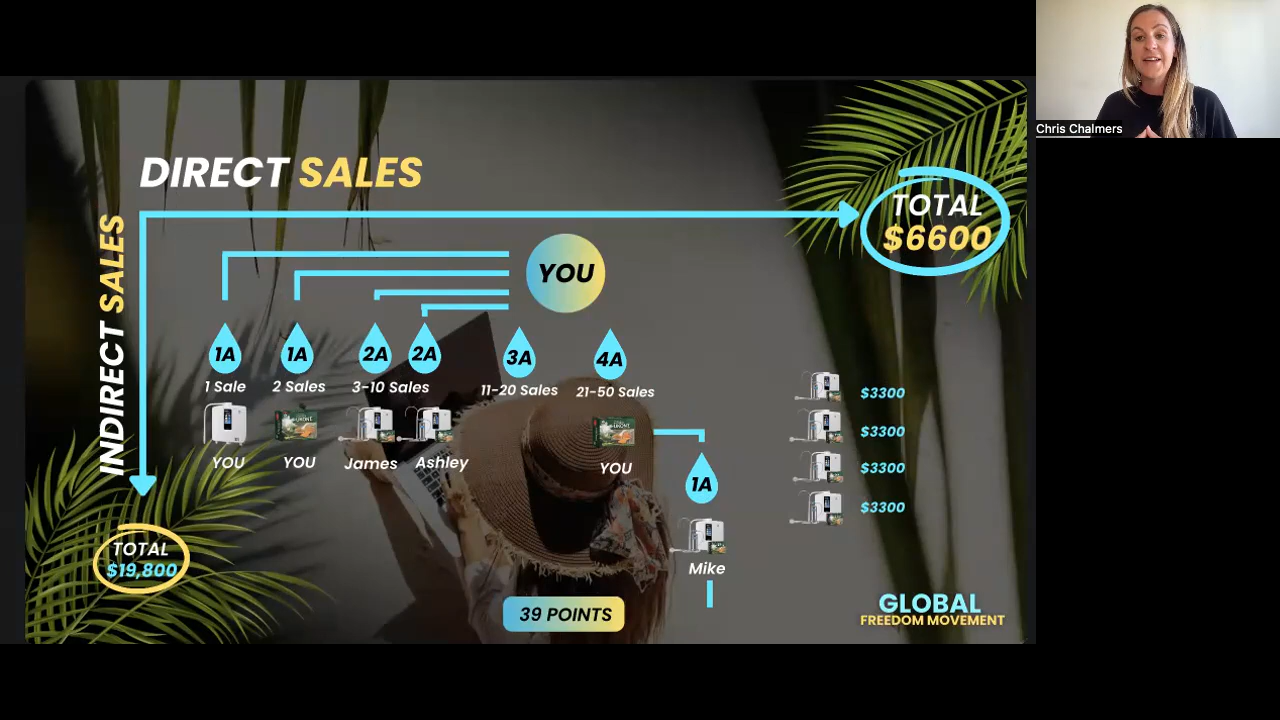 Chris Chalmers
DIRECT SALES
INDIRECT SALES
TOTAL
$6600
YOU
1A
1A
2A
2A
3A
4A
1 Sale
2 Sales
3-10 Sales
11-20 Sales
21-50 Sales
YOU
YOU
James
Ashley
YOU
1A
Mike
$3300
$3300
$3300
$3300
TOTAL
$19,800
39 POINTS
GLOBAL
FREEDOM MOVEMENT